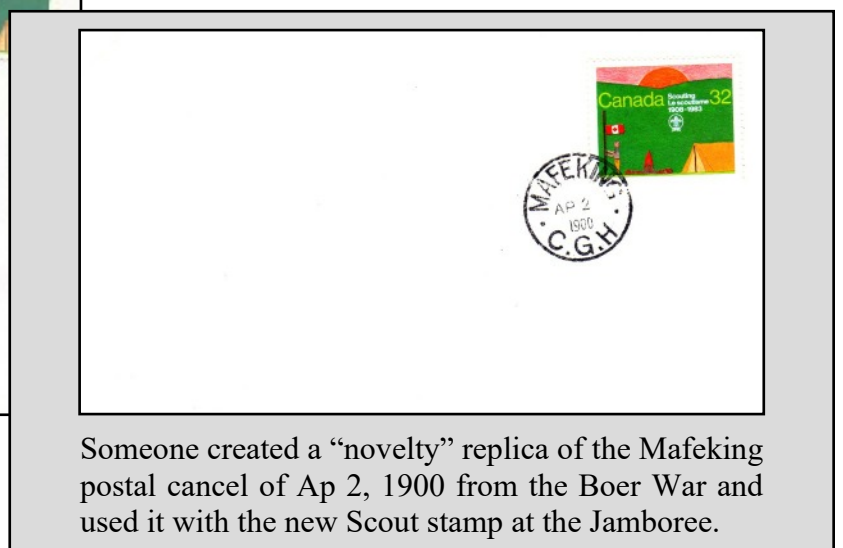 Canada
Scouting
Le scoutisme
1908-1983
32
MAFEKING
AP 2
1900
C.G.H
Someone created a “novelty” replica of the Mafeking
postal cancel of Ap 2, 1900 from the Boer War and
used it with the new Scout stamp at the Jamboree.